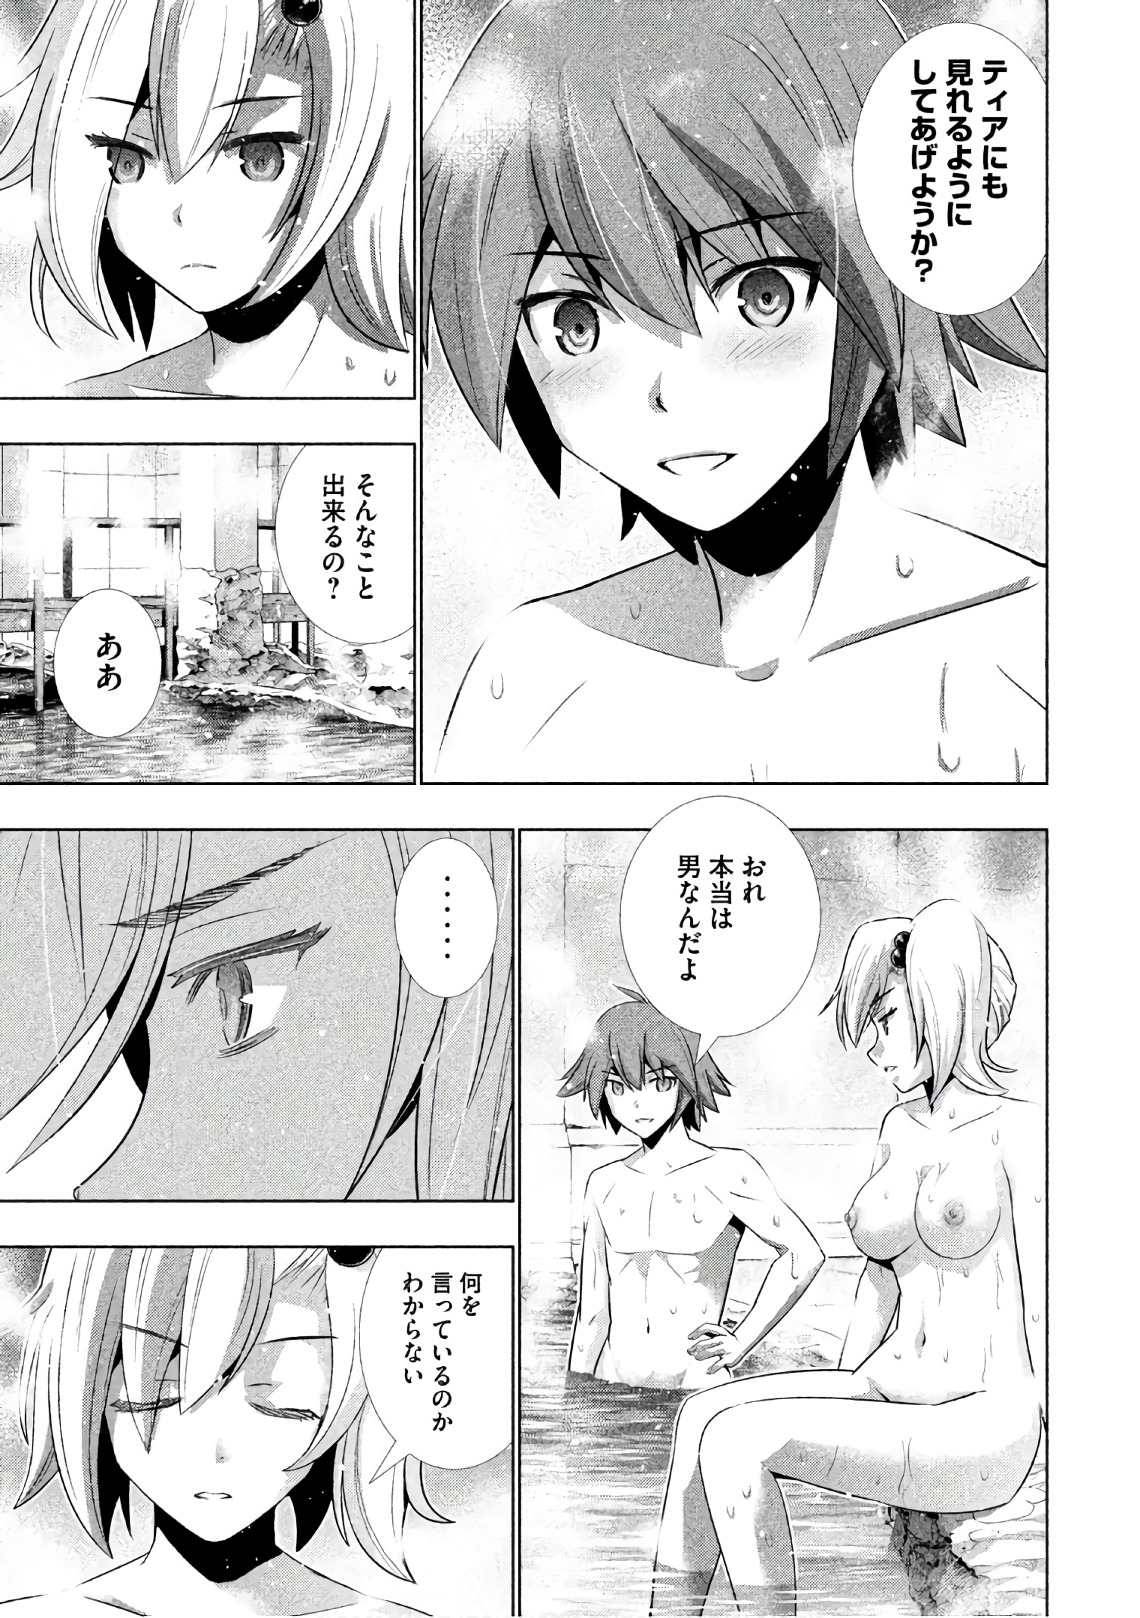 ティアにも
見れるように
してあげようか？
そんなこと
出来るの？
ああ
おれ
本当は
男なんだよ
・・・・・
何を
言っているのか
わからない